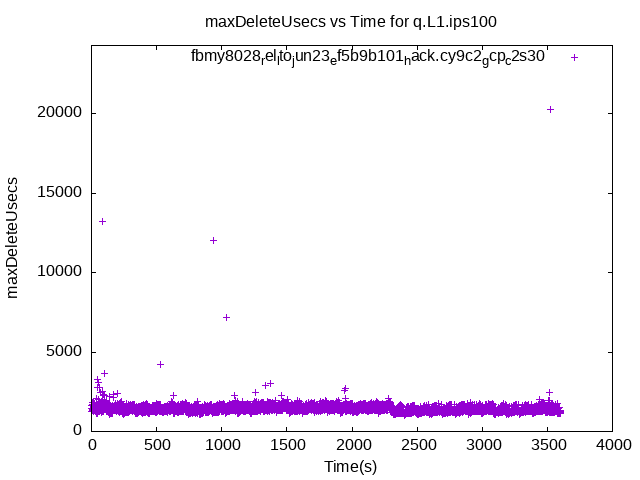 maxDeleteUsecs vs Time for q.L1.ips100
fbmy8028relltojun23ef5b9b101hack.cy9c2gcpc2s30
20000
15000
10000
5000
0
maxDeleteUsecs
0 500 1000 1500 2000 2500 3000 3500 4000
Time(s)